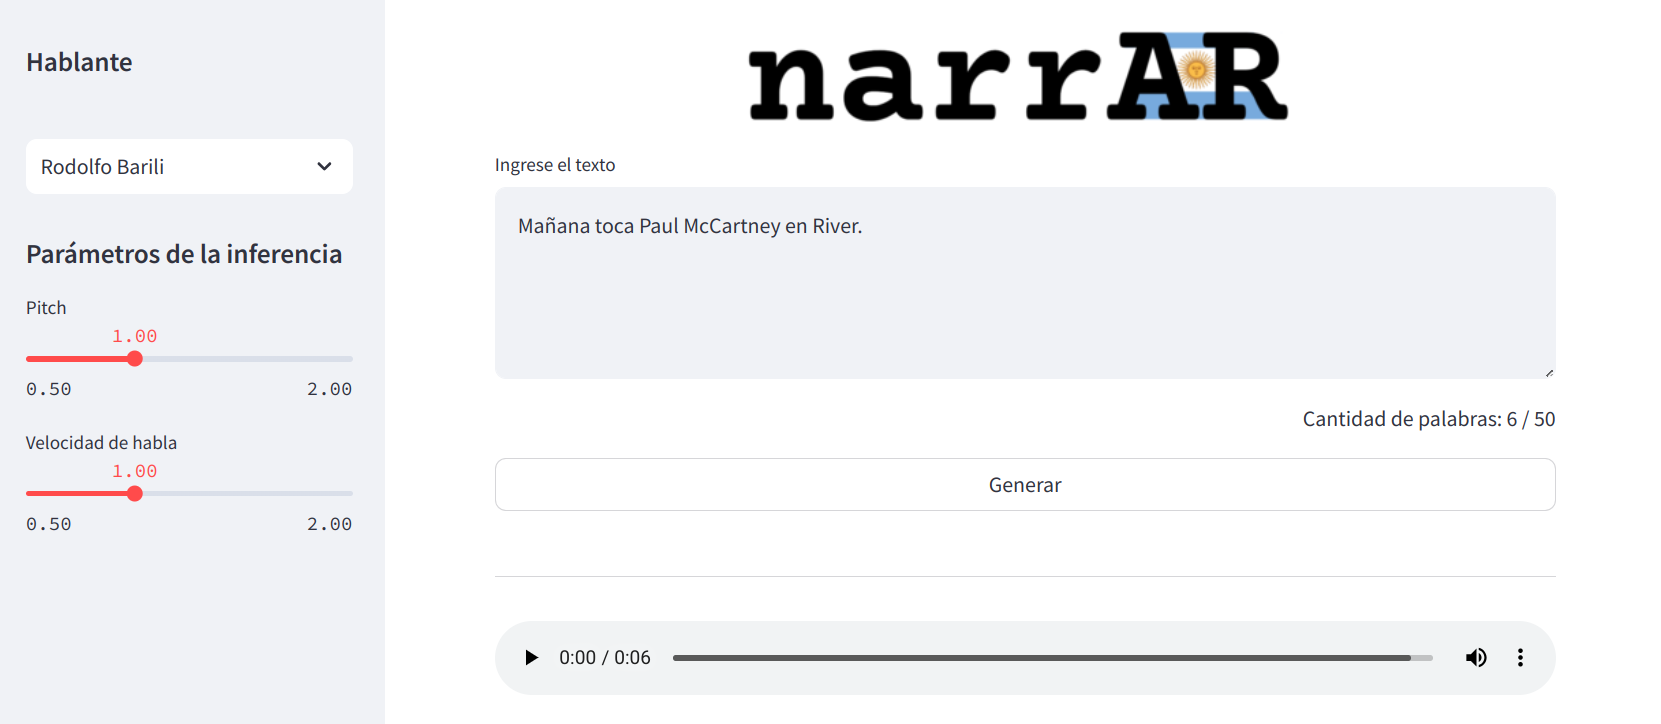 Hablante
Rodolfo Barili
Parámetros de la inferencia
Pitch
1.00
0.50 2.00
Velocidad de habla
1.00
0.50 2.00
narrAR
Ingrese el texto
Mañana toca Paul McCartney en River.
Cantidad de palabras: 6 / 50
Generar
0:00 / 0:06